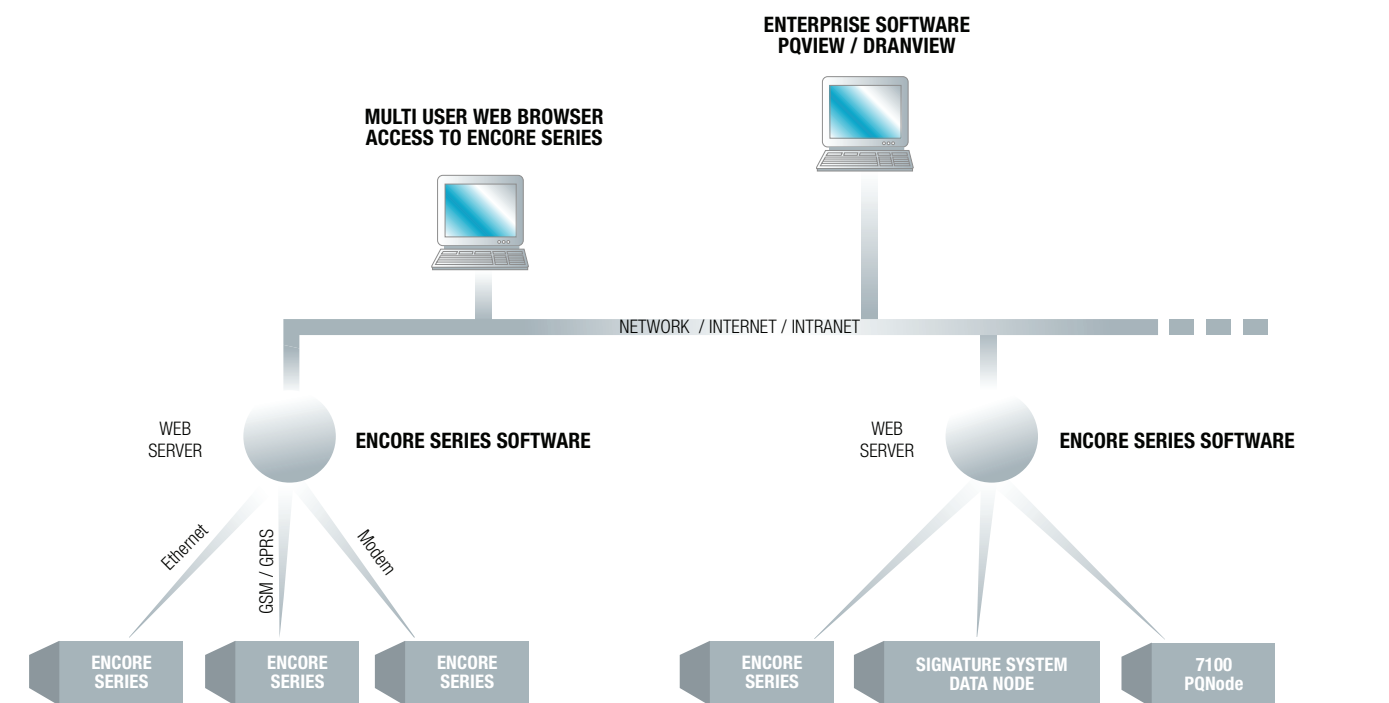 ENTERPRISE SOFTWARE
PQVIEW / DRANVIEW
MULTI USER WEB BROWSER
ACCESS TO ENCORE SERIES
NETWORK / INTERNET / INTRANET
WEB
SERVER
ENCORE SERIES SOFTWARE
WEB
SERVER
ENCORE SERIES SOFTWARE
Ethernet
GSM / GPRS
Modem
ENCORE
SERIES
ENCORE
SERIES
ENCORE
SERIES
ENCORE
SERIES
SIGNATURE SYSTEM
DATA NODE
7100
PQNode